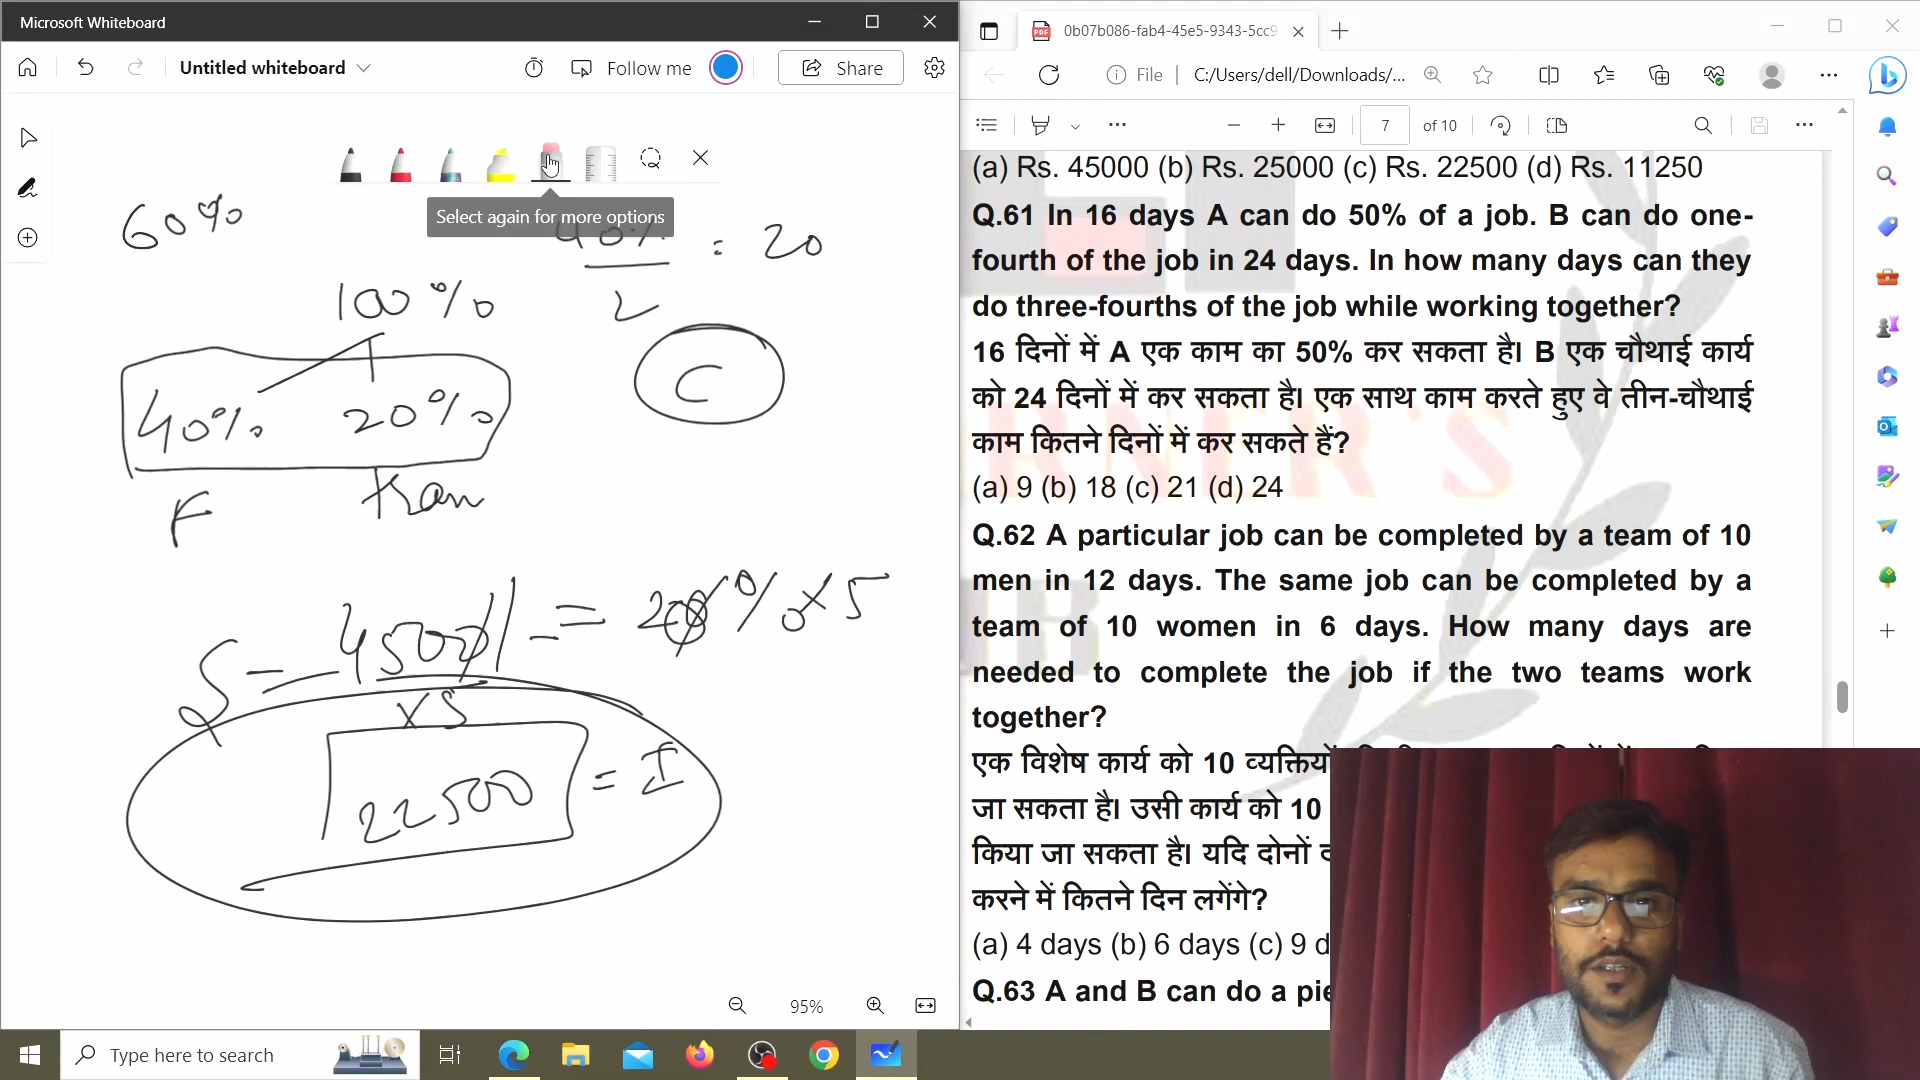 Microsoft Whiteboard
Untitled whiteboard
Follow me
Share
Select again for more options
60%
40% : 20
2
100%
C
40% 20%
F Tran
S = 4500 = 20% × 5
×5
22500 = I
95%
0b07b086-fab4-45e5-9343-5cc9
File | C:/Users/dell/Downloads/...
7 of 10
(a) Rs. 45000 (b) Rs. 25000 (c) Rs. 22500 (d) Rs. 11250
Q.61 In 16 days A can do 50% of a job. B can do one-
fourth of the job in 24 days. In how many days can they
do three-fourths of the job while working together?
16 दिनों में A एक काम का 50% कर सकता है। B एक चौथाई कार्य
को 24 दिनों में कर सकता है। एक साथ काम करते हुए वे तीन-चौथाई
काम कितने दिनों में कर सकते हैं?
(a) 9 (b) 18 (c) 21 (d) 24
Q.62 A particular job can be completed by a team of 10
men in 12 days. The same job can be completed by a
team of 10 women in 6 days. How many days are
needed to complete the job if the two teams work
together?
एक विशेष कार्य को 10 व्यक्तियों
जा सकता है। उसी कार्य को 10
किया जा सकता है। यदि दोनों
करने में कितने दिन लगेंगे?
(a) 4 days (b) 6 days (c) 9 d
Q.63 A and B can do a pie
Type here to search